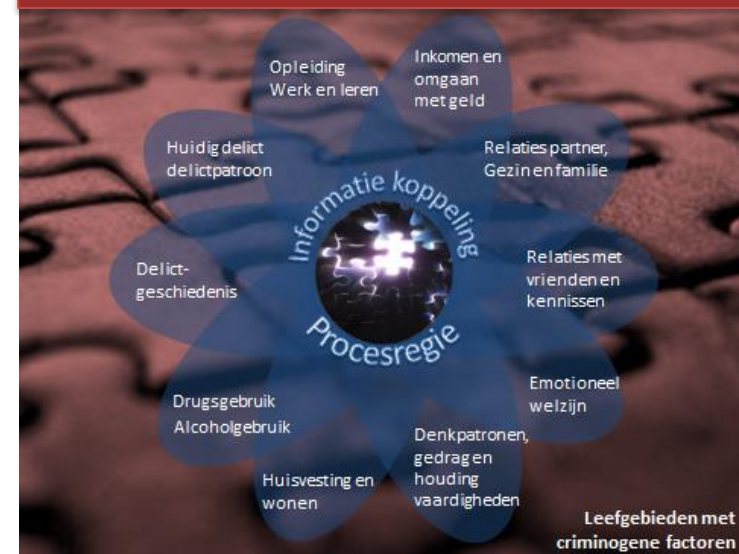 Opleiding
Werk en leren
Inkomen en
omgaan
met geld
Huidig delict
delictpatroon
Relaties partner,
Gezin en familie
Informatie koppeling
Procesregie
Delict-
geschiedenis
Relaties met
vrienden en
kennissen
Drugsgebruik
Alcoholgebruik
Emotioneel
welzijn
Huisvesting en
wonen
Denkpatronen,
gedrag en
houding
vaardigheden
Leefgebieden met
criminogene factoren